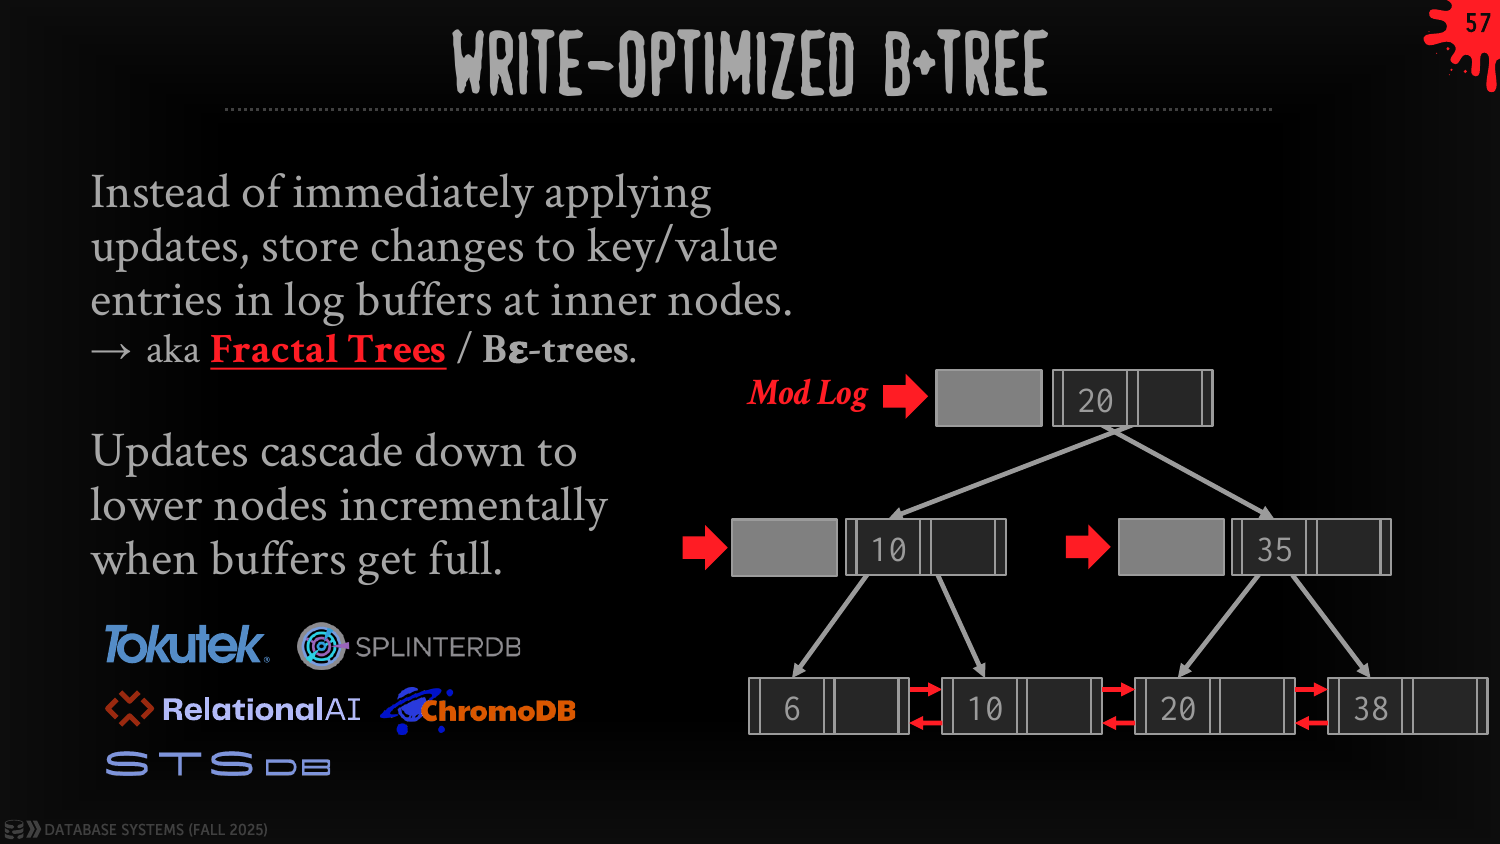 57
WRITE-OPTIMIZED B+TREE
Instead of immediately applying
updates, store changes to key/value
entries in log buffers at inner nodes.
→ aka Fractal Trees / Bε-trees.
Updates cascade down to
lower nodes incrementally
when buffers get full.
Mod Log
20
10
35
6
10
20
38
Tokutek®
SPLINTERDB
RelationalAI
ChromoDB
STSDB
DATABASE SYSTEMS (FALL 2025)